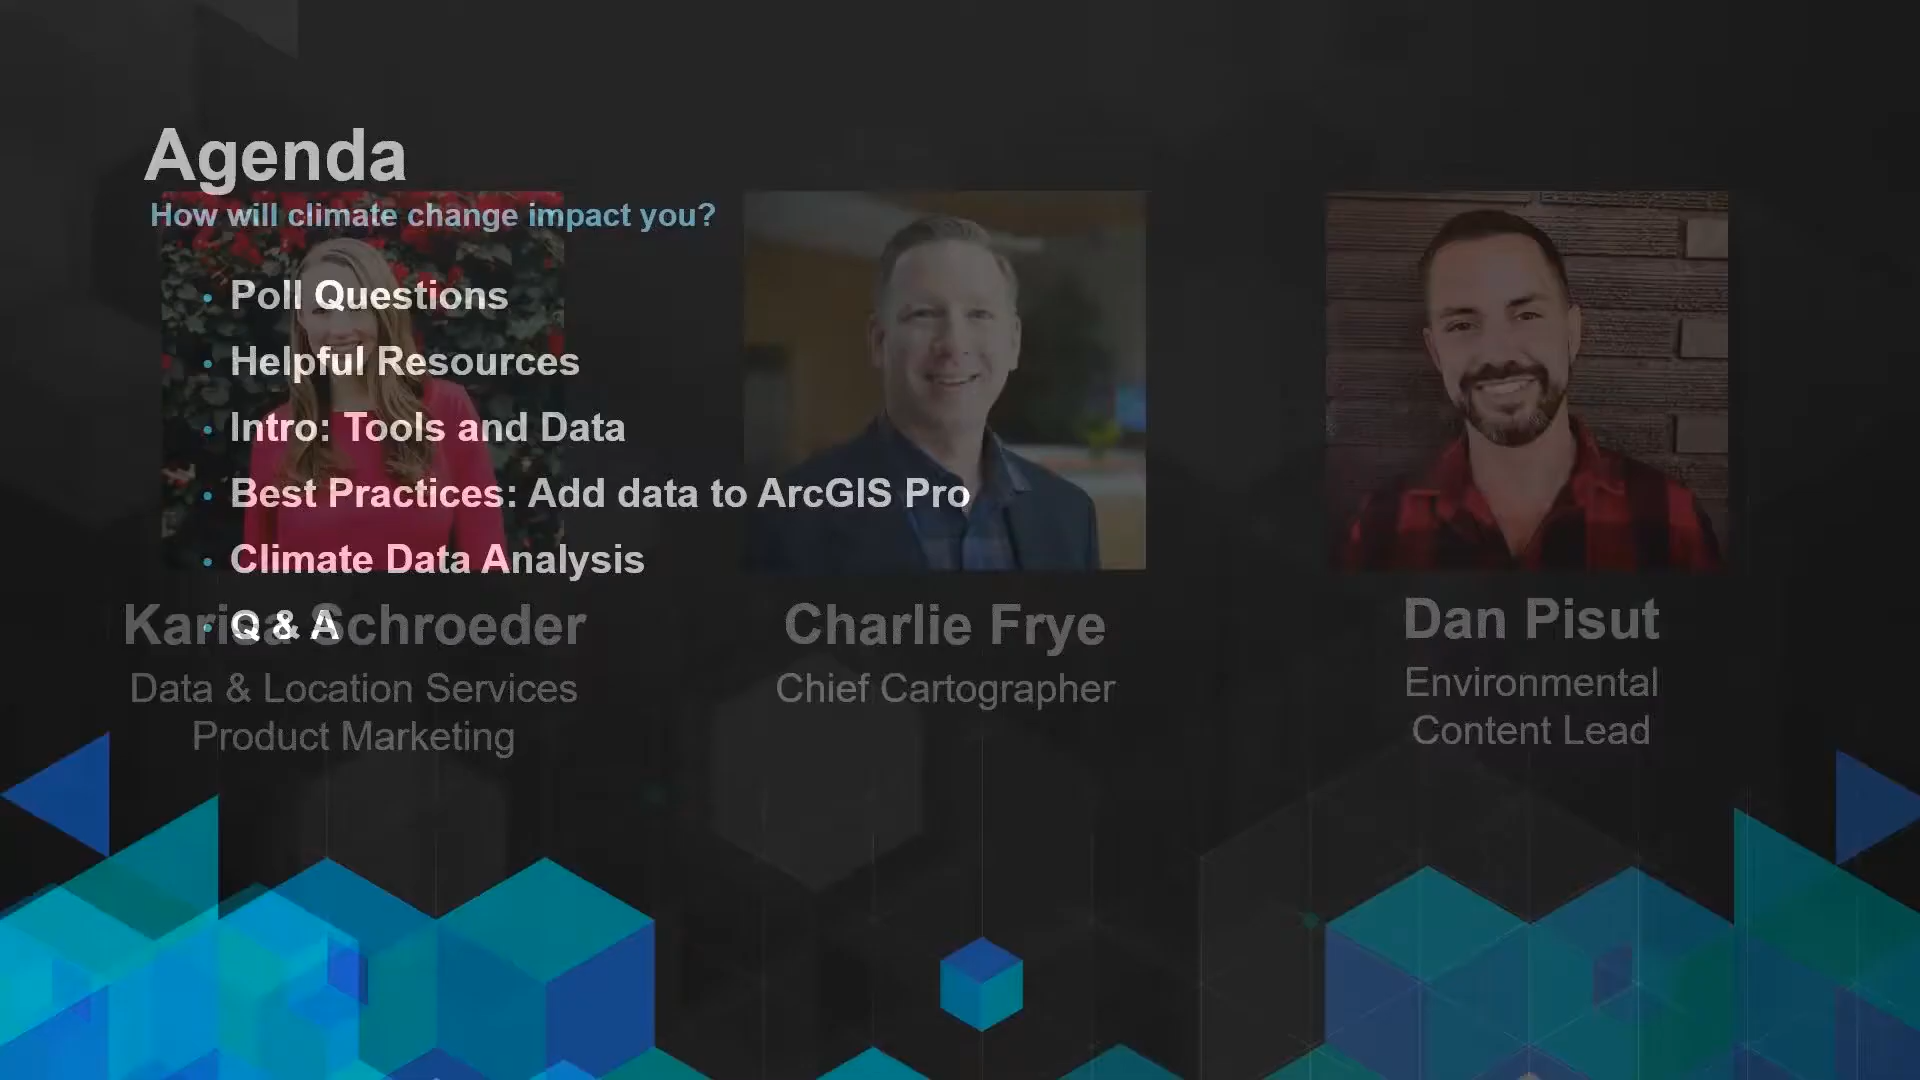 Agenda
How will climate change impact you?
• Poll Questions
• Helpful Resources
• Intro: Tools and Data
• Best Practices: Add data to ArcGIS Pro
• Climate Data Analysis
• Q & A
Karisa Schroeder
Data & Location Services
Product Marketing
Charlie Frye
Chief Cartographer
Dan Pisut
Environmental
Content Lead